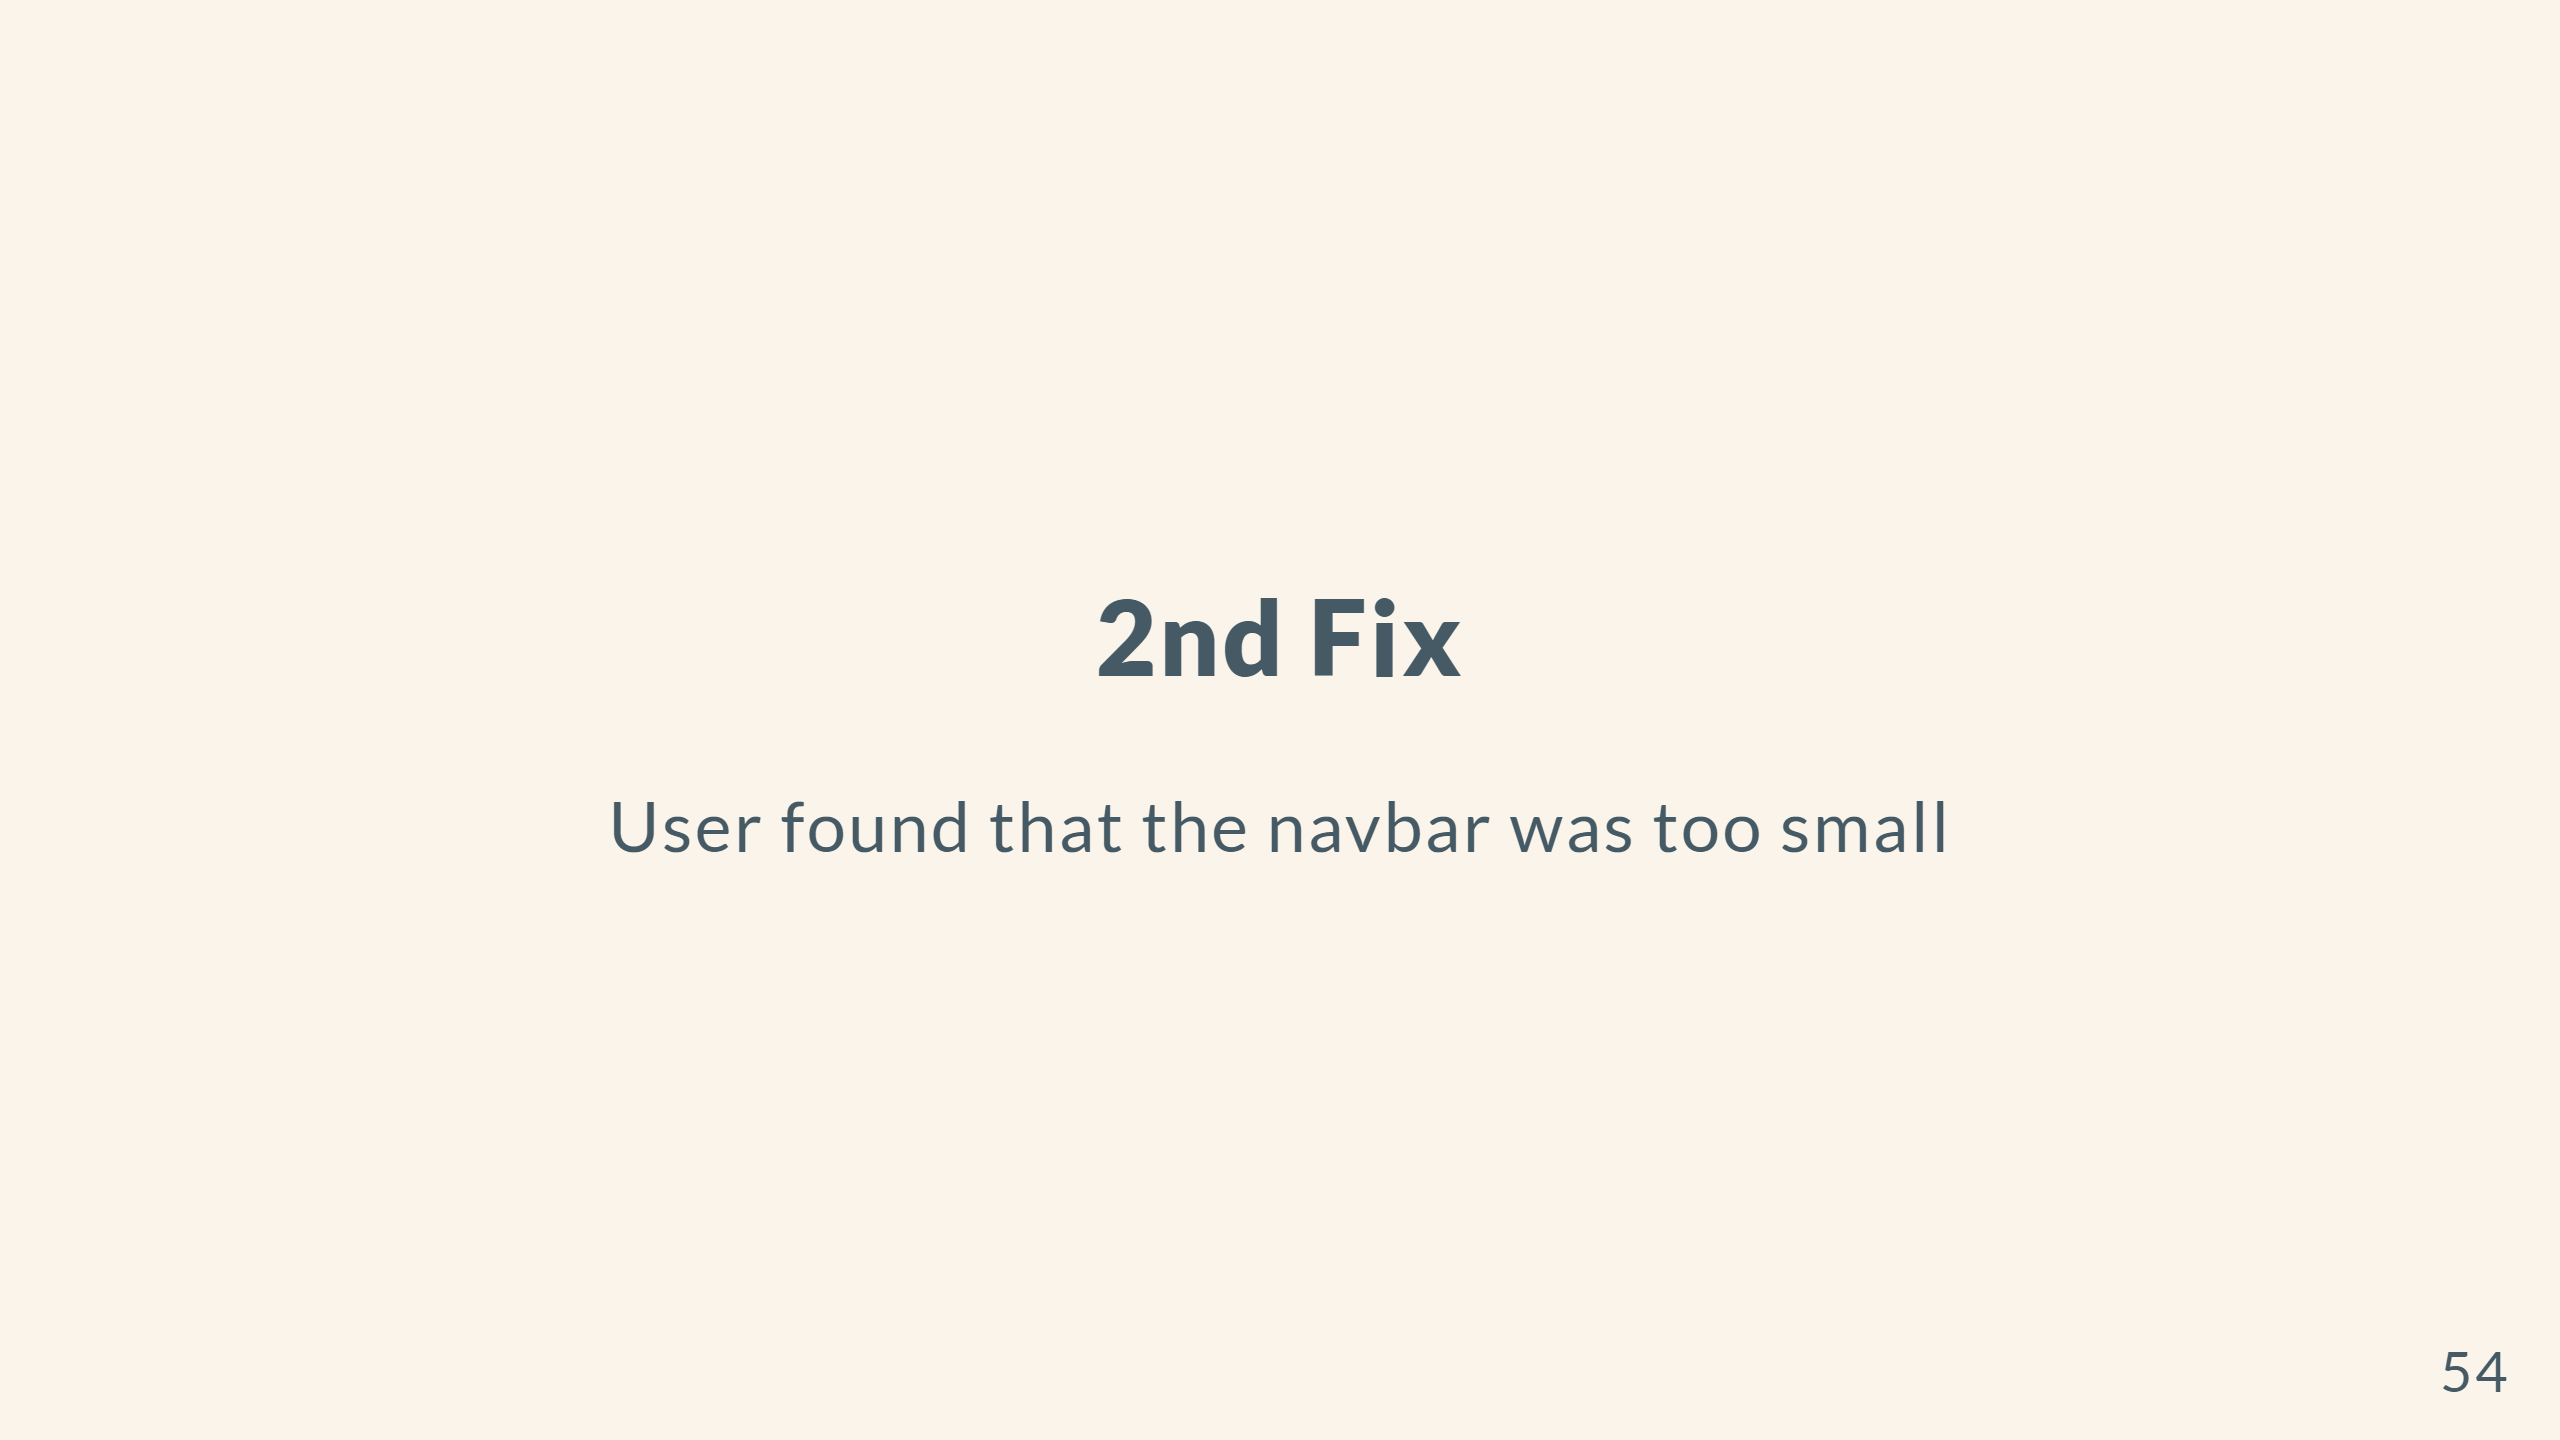 2nd Fix
User found that the navbar was too small
54